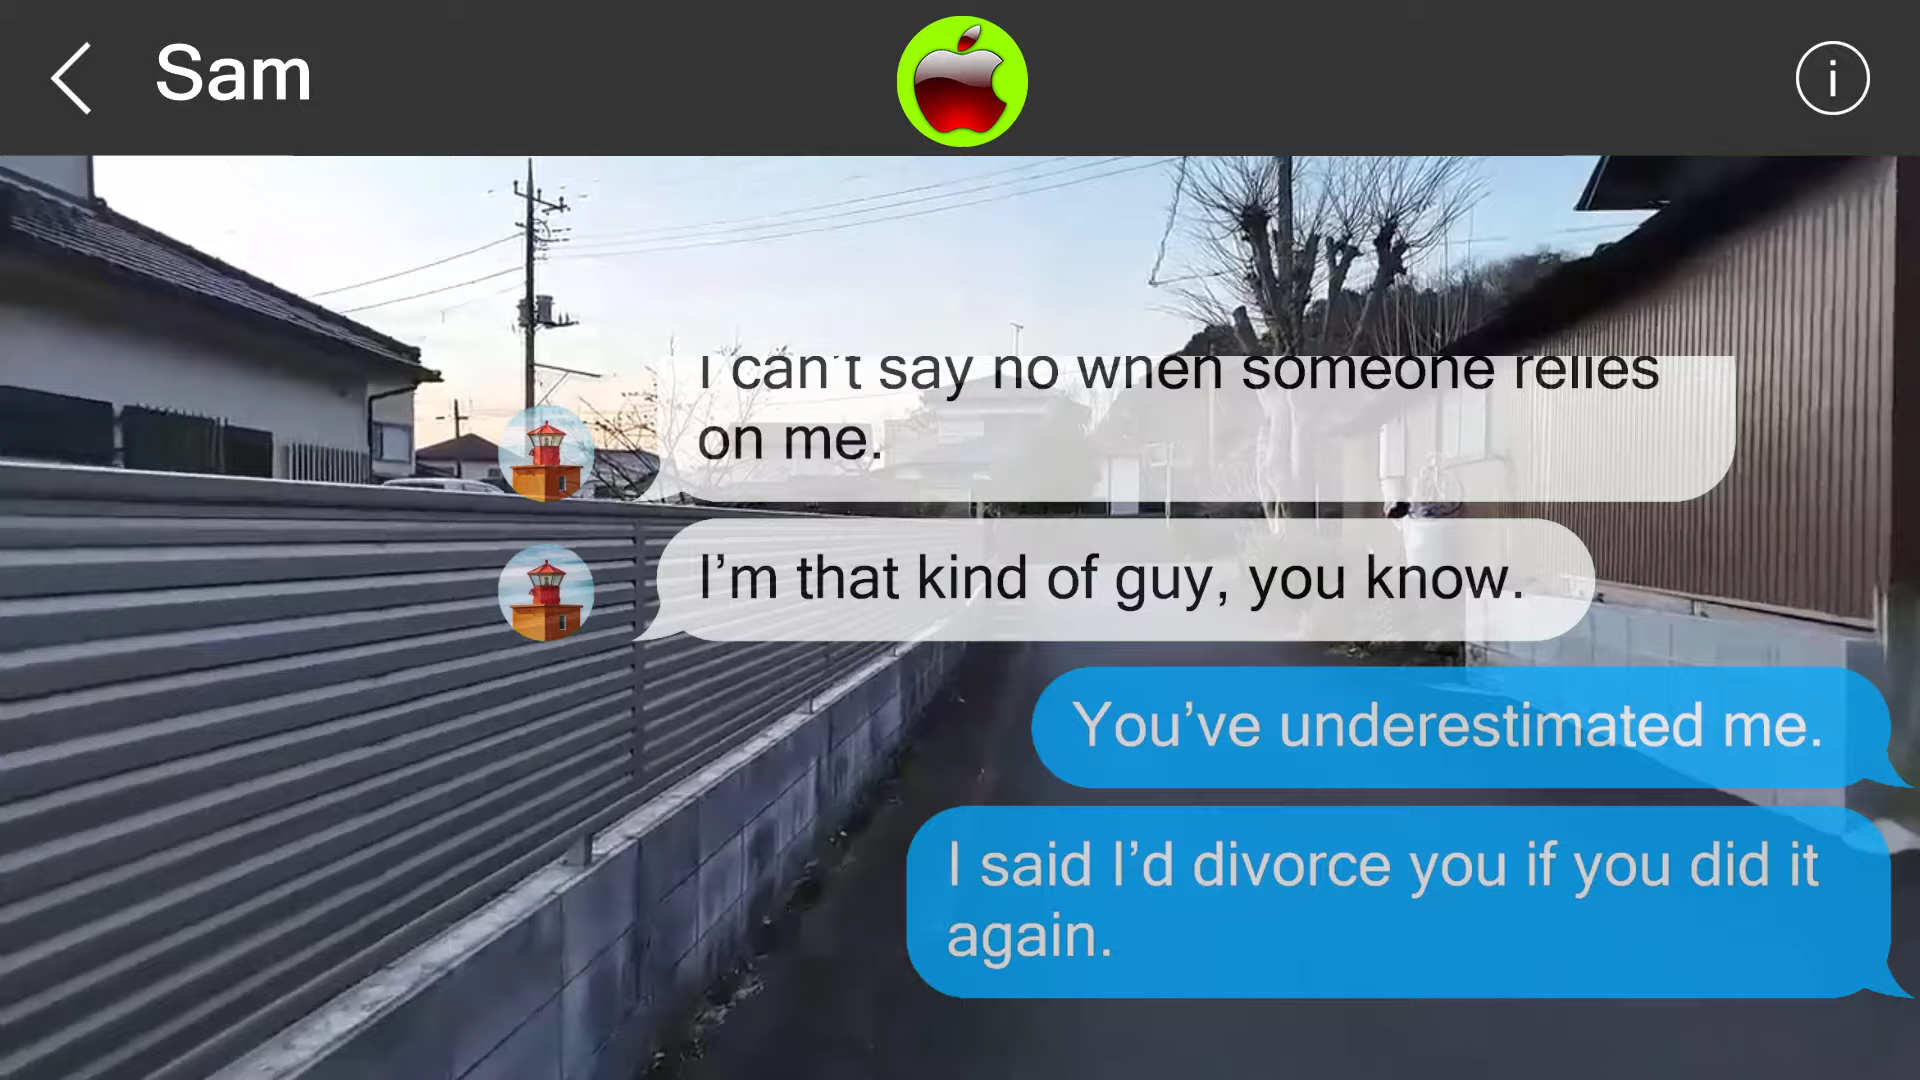 Sam
i
I can't say no when someone relies
on me.
I’m that kind of guy, you know.
You’ve underestimated me.
I said I’d divorce you if you did it
again.